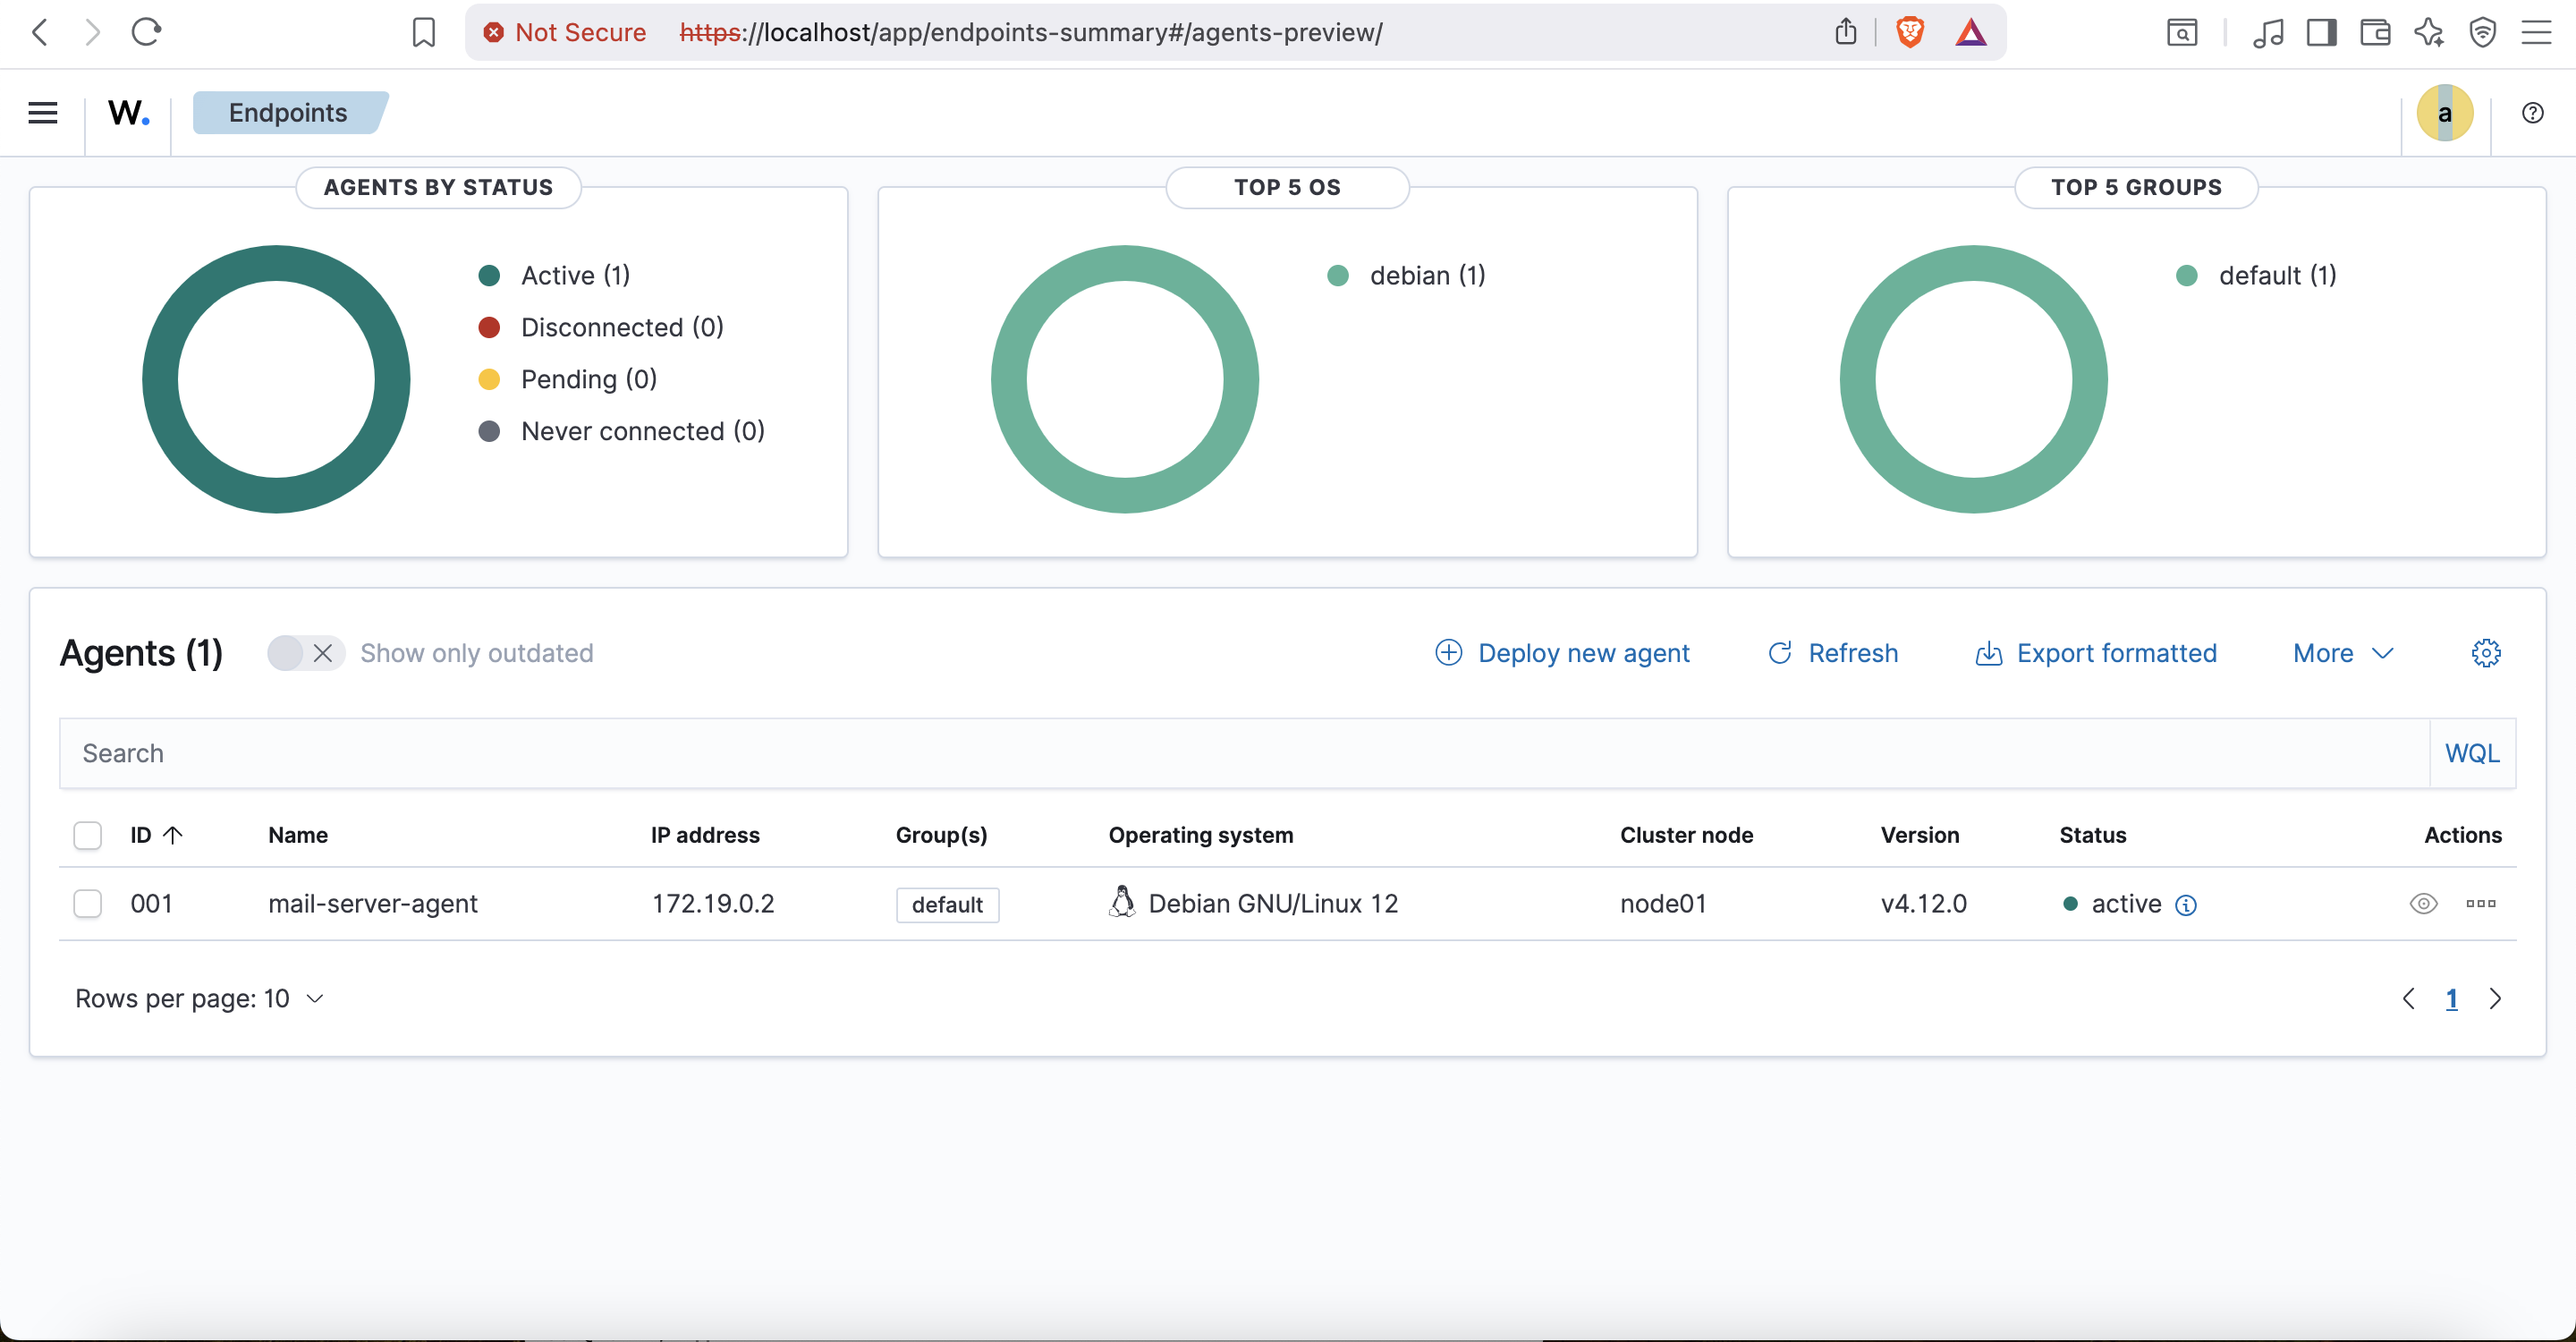 Not Secure https://localhost/app/endpoints-summary#/agents-preview/
W. Endpoints a
AGENTS BY STATUS
Active (1)
Disconnected (0)
Pending (0)
Never connected (0)
TOP 5 OS
debian (1)
TOP 5 GROUPS
default (1)
Agents (1) Show only outdated Deploy new agent Refresh Export formatted More
Search WQL
ID Name IP address Group(s) Operating system Cluster node Version Status Actions
001 mail-server-agent 172.19.0.2 default Debian GNU/Linux 12 node01 v4.12.0 active
Rows per page: 10 1